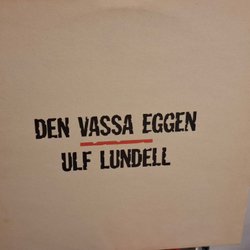 DEN VASSA EGGEN
ULF LUNDELL